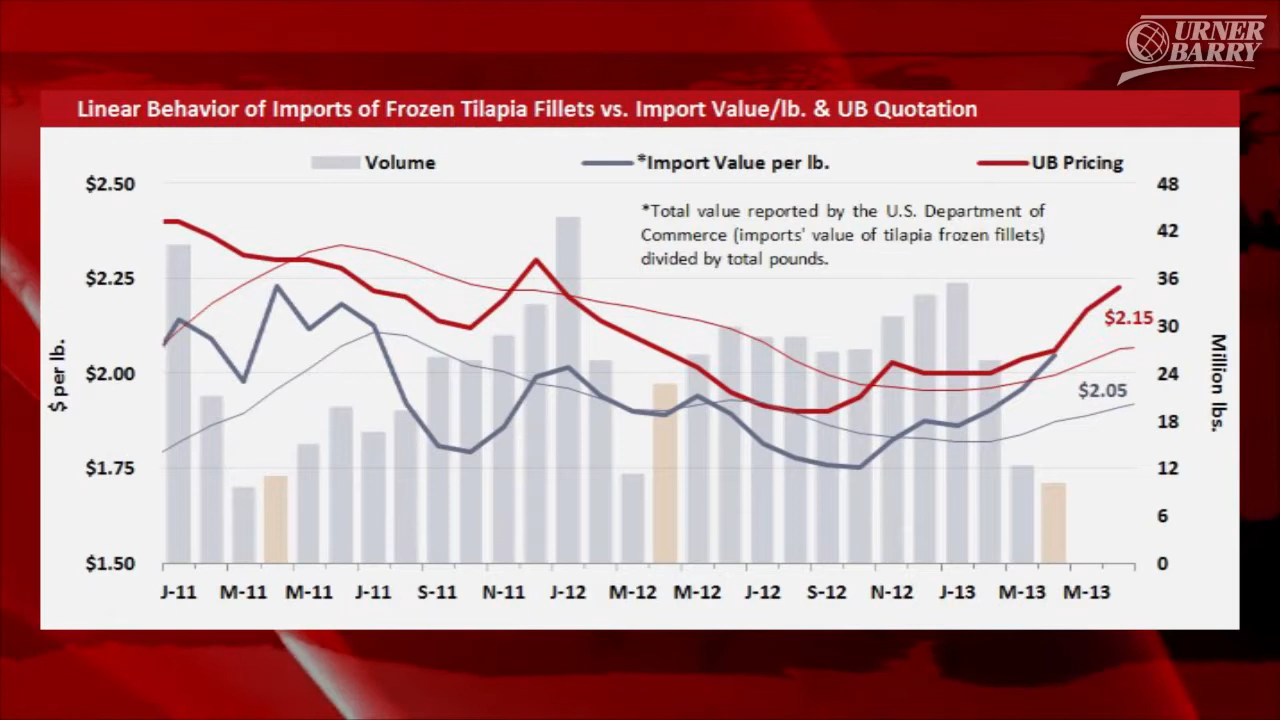 URNER
BARRY
Linear Behavior of Imports of Frozen Tilapia Fillets vs. Import Value/lb. & UB Quotation
Volume
*Import Value per lb.
UB Pricing
*Total value reported by the U.S. Department of
Commerce (imports' value of tilapia frozen fillets)
divided by total pounds.
$ per lb.
$2.50
$2.25
$2.00
$1.75
$1.50
48
42
36
30
24
18
12
6
0
Million lbs.
$2.15
$2.05
J-11 M-11 M-11 J-11 S-11 N-11 J-12 M-12 M-12 J-12 S-12 N-12 J-13 M-13 M-13